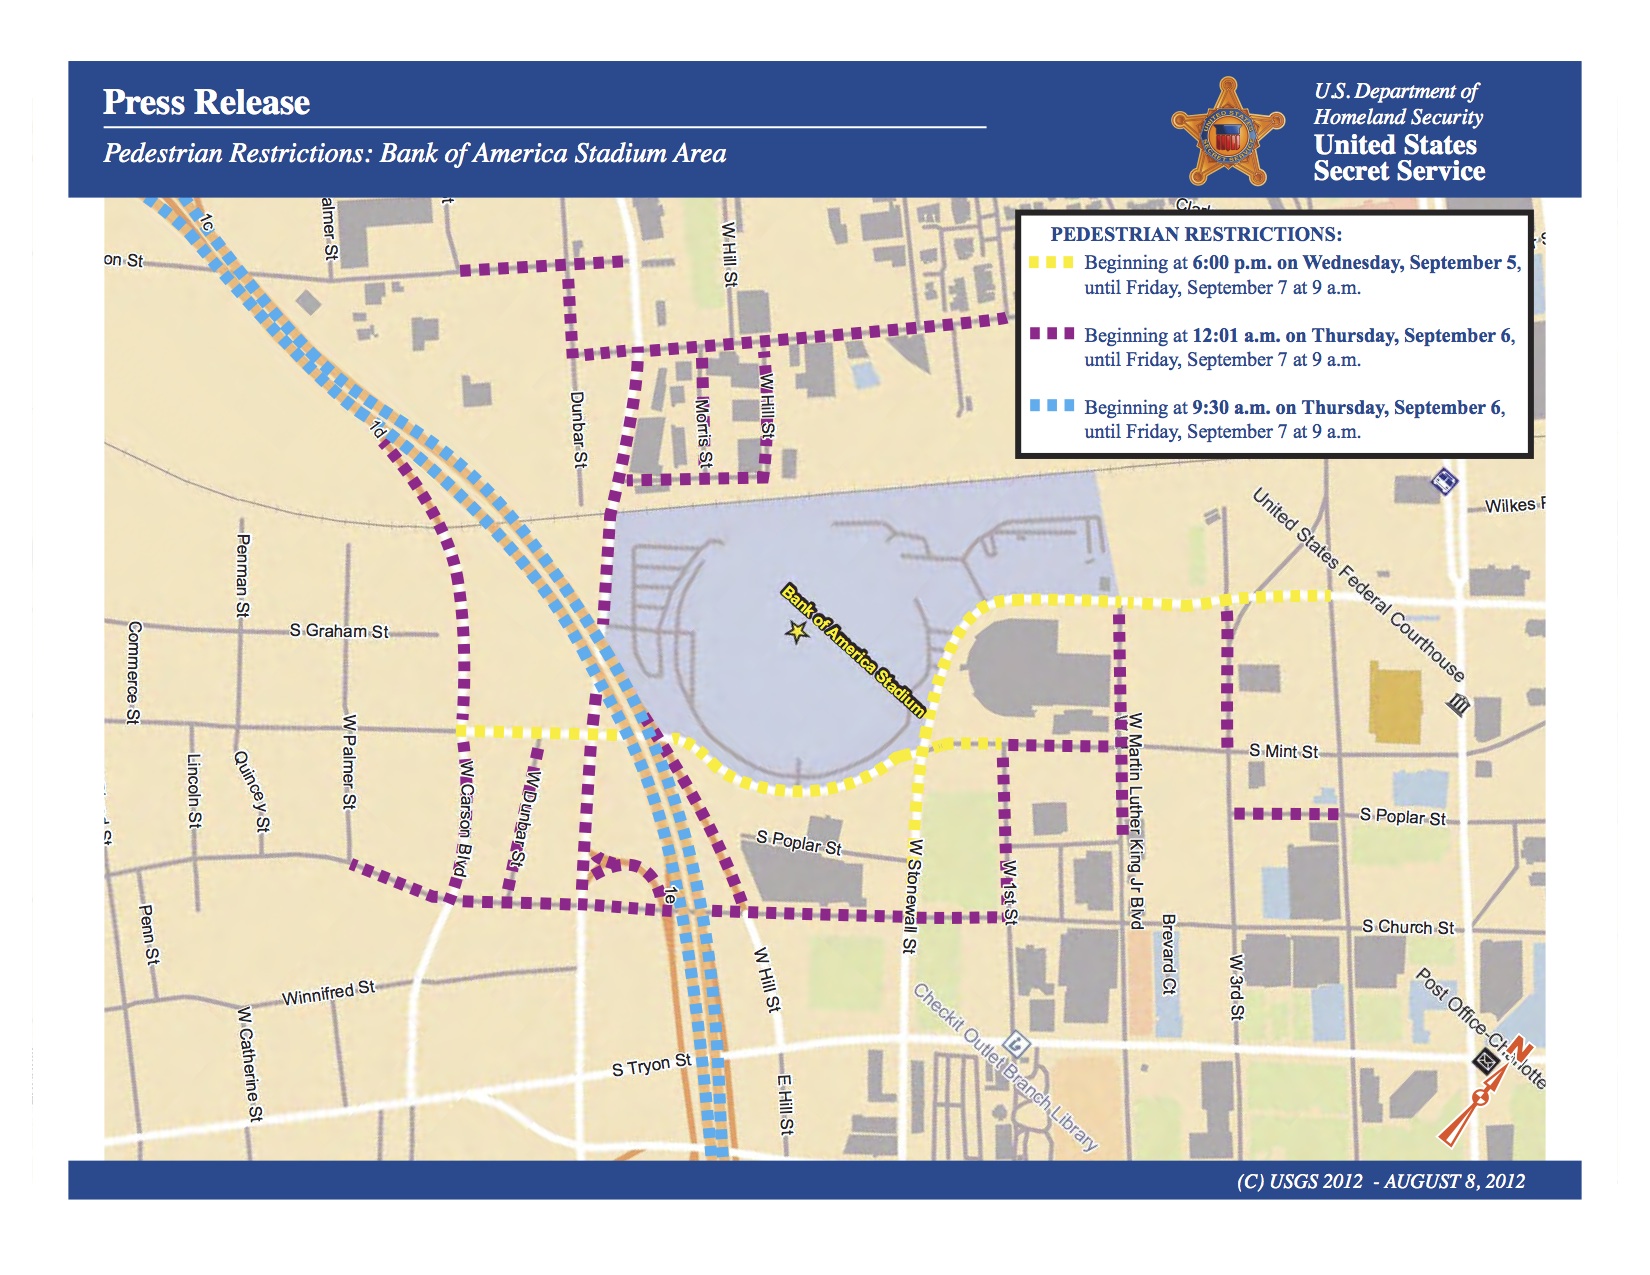 Press Release
Pedestrian Restrictions: Bank of America Stadium Area
U.S. Department of
Homeland Security
United States
Secret Service
PEDESTRIAN RESTRICTIONS:
Beginning at 6:00 p.m. on Wednesday, September 5,
until Friday, September 7 at 9 a.m.
Beginning at 12:01 a.m. on Thursday, September 6,
until Friday, September 7 at 9 a.m.
Beginning at 9:30 a.m. on Thursday, September 6,
until Friday, September 7 at 9 a.m.
1c
almer St
on St
W Hill St
1d
Dunbar St
Morris St
W Hill St
Wilkes
United States Federal Courthouse
Penman St
S Graham St
Commerce St
Bank of America Stadium
W Palmer St
Lincoln St
Quincey St
W Carson Blvd
W Dunbar St
W Martin Luther King Jr Blvd
S Mint St
S Poplar St
S Poplar St
W Stonewall St
W 1st St
1e
Penn St
S Church St
Brevard Ct
W 3rd St
W Hill St
Winnifred St
W Catherine St
S Tryon St
E Hill St
Checkit Outlet Branch Library
Post Office-Charlotte
N
(C) USGS 2012 - AUGUST 8, 2012